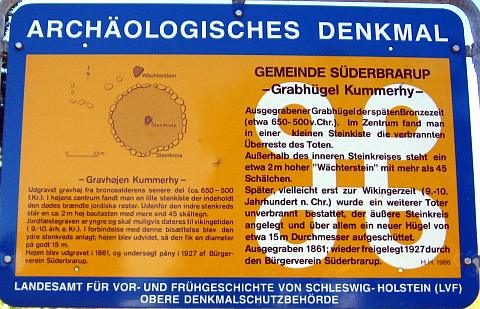 ARCHÄOLOGISCHES DENKMAL
Wächterstein
Steinkiste
Steinkreis
– Gravhøjen Kummerhy –
Udgravet gravhøj fra broncealderens senere del (ca. 650 – 500
f.Kr.). I højens centrum fandt man en lille stenkiste der indeholdt
den dødes brændte jordiske rester. Udenfor den indre stenkreds
står en ca. 2 m høj bautasten med mere end 45 skåltegn.
Jordfæstegraven er yngre og skal muligvis dateres til vikingetiden
(9.-10. årh. e. Kr.). I forbindelse med denne bisættelse blev den
ydre stenkreds anlagt; højen blev udvidet, så den fik en diameter
på godt 15 m.
Højen blev udgravet i 1861, og undersøgt påny i 1927 af Bürger-
verein Süderbrarup.
GEMEINDE SÜDERBRARUP
– Grabhügel Kummerhy –
Ausgegrabener Grabhügel der späten Bronzezeit
(etwa 650-500 v.Chr.). Im Zentrum fand man
in einer kleinen Steinkiste die verbrannten
Überreste des Toten.
Außerhalb des inneren Steinkreises steht ein
etwa 2 m hoher "Wächterstein" mit mehr als 45
Schälchen.
Später, vielleicht erst zur Wikingerzeit (9.-10.
Jahrhundert n. Chr.) wurde ein weiterer Toter
unverbrannt bestattet, der äußere Steinkreis
angelegt und über allem ein neuer Hügel von
etwa 15 m Durchmesser aufgeschüttet.
Ausgegraben 1861; wieder freigelegt 1927 durch
den Bürgerverein Süderbrarup.
H.H. 1986
LANDESAMT FÜR VOR- UND FRÜHGESCHICHTE VON SCHLESWIG-HOLSTEIN (LVF)
OBERE DENKMALSCHUTZBEHÖRDE